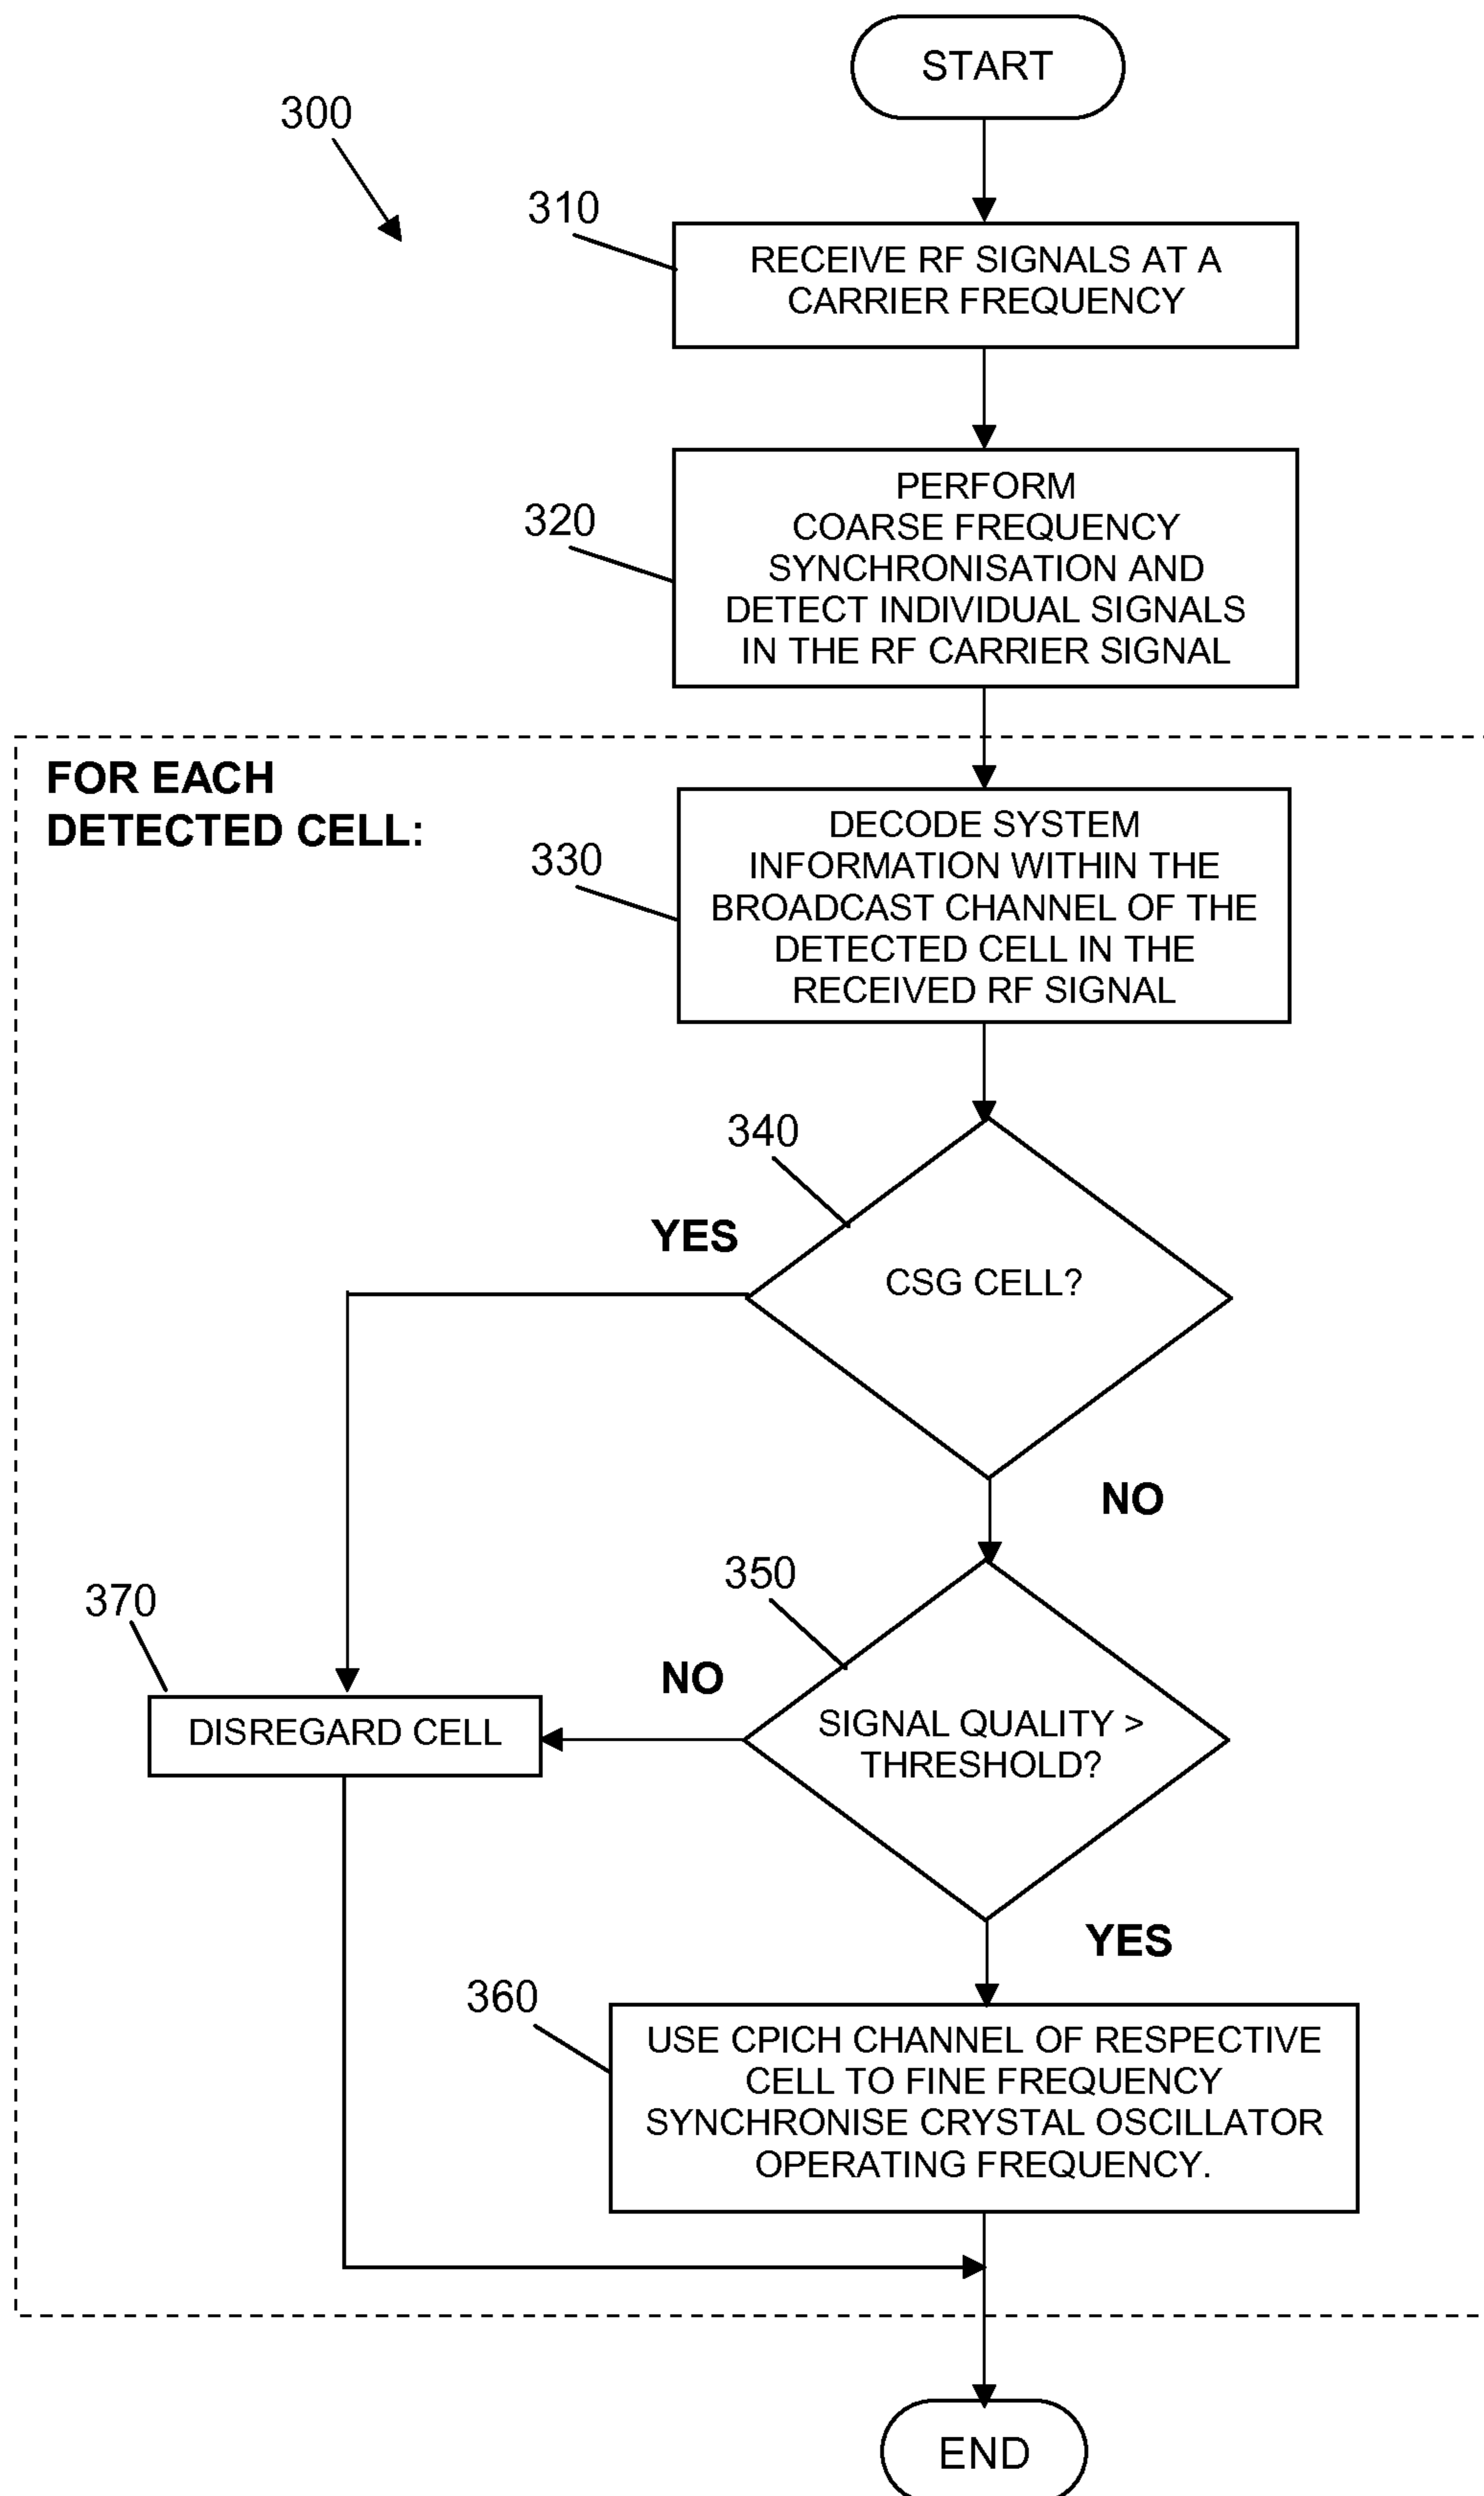 START
300
310
RECEIVE RF SIGNALS AT A
CARRIER FREQUENCY
320
PERFORM
COARSE FREQUENCY
SYNCHRONISATION AND
DETECT INDIVIDUAL SIGNALS
IN THE RF CARRIER SIGNAL
FOR EACH
DETECTED CELL:
330
DECODE SYSTEM
INFORMATION WITHIN THE
BROADCAST CHANNEL OF THE
DETECTED CELL IN THE
RECEIVED RF SIGNAL
340
YES
CSG CELL?
NO
350
370
NO
DISREGARD CELL
SIGNAL QUALITY >
THRESHOLD?
YES
360
USE CPICH CHANNEL OF RESPECTIVE
CELL TO FINE FREQUENCY
SYNCHRONISE CRYSTAL OSCILLATOR
OPERATING FREQUENCY.
END